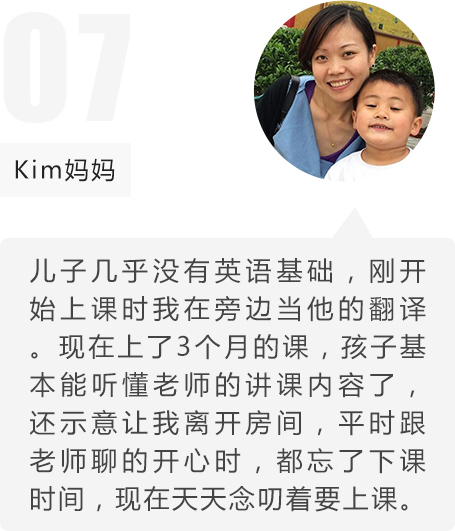 07
Kim妈妈
儿子几乎没有英语基础，刚开
始上课时我在旁边当他的翻译
。现在上了3个月的课，孩子基
本能听懂老师的讲课内容了，
还示意让我离开房间，平时跟
老师聊的开心时，都忘了下课
时间，现在天天念叨着要上课。